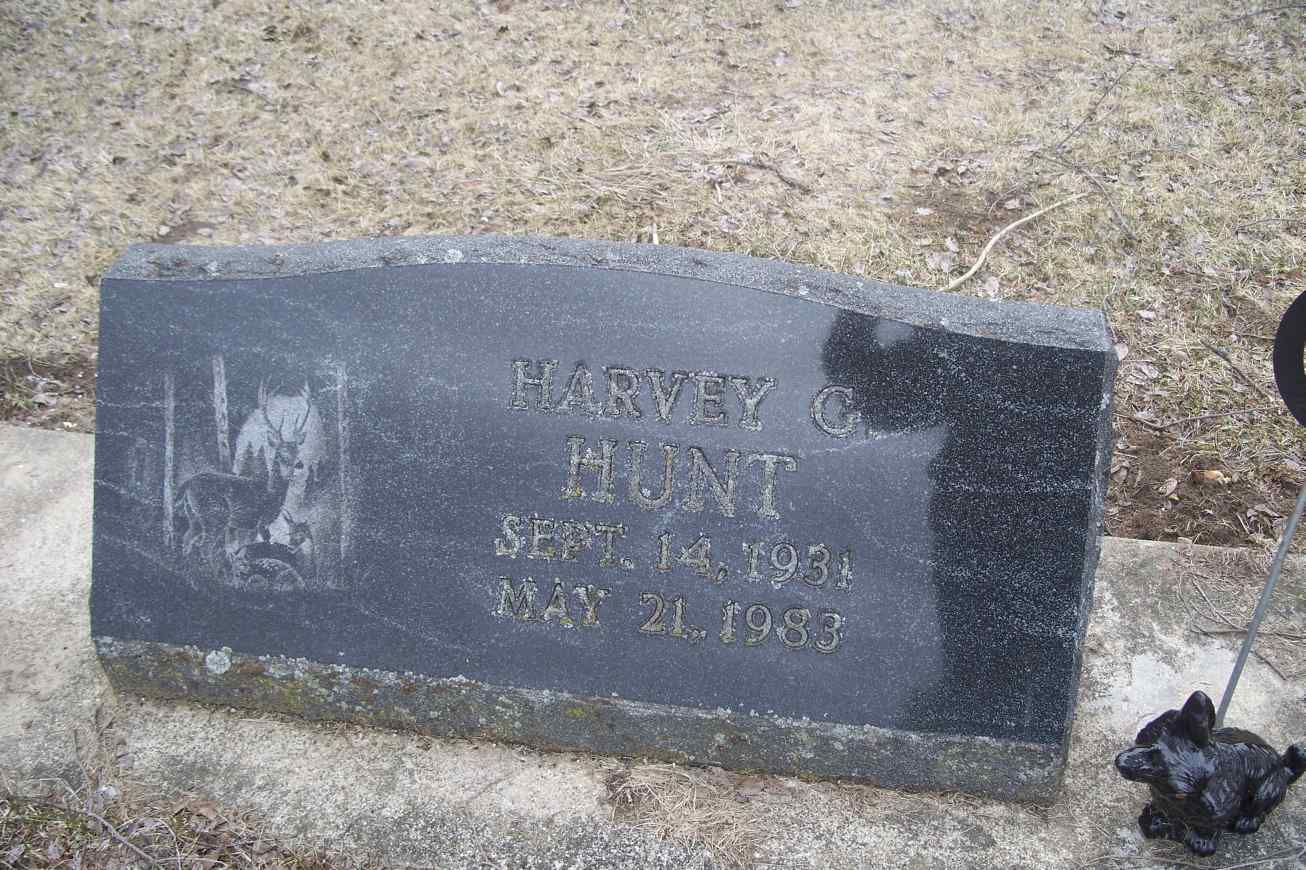 HARVEY G
HUNT
SEPT. 14, 1931
MAY 21, 1983